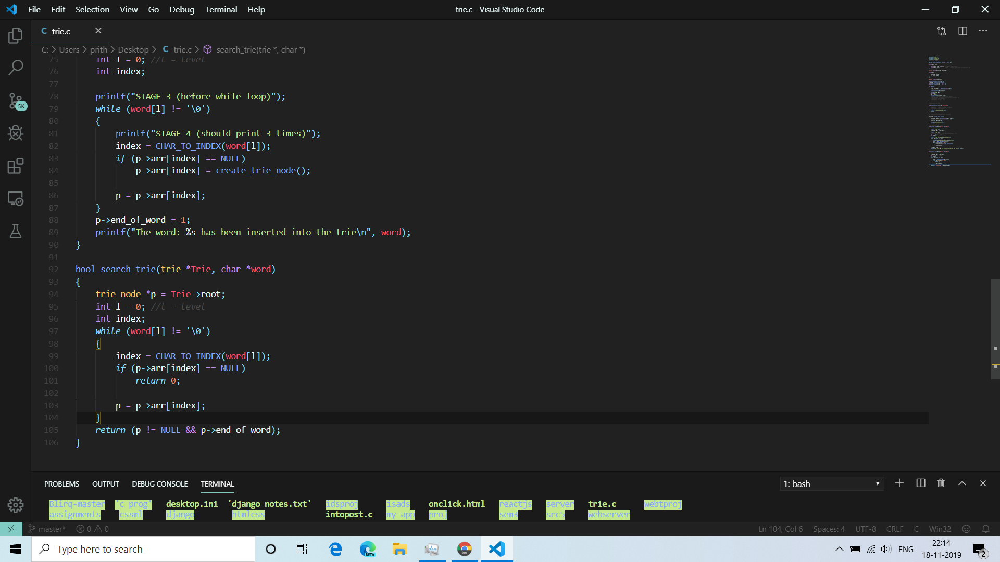 File Edit Selection View Go Debug Terminal Help
trie.c - Visual Studio Code
C trie.c
C: > Users > prith > Desktop > C trie.c > search_trie(trie *, char *)
75 int l = 0; //l = level
76 int index;
77
78 printf("STAGE 3 (before while loop)");
79 while (word[l] != '\0')
80 {
81 printf("STAGE 4 (should print 3 times)");
82 index = CHAR_TO_INDEX(word[l]);
83 if (p->arr[index] == NULL)
84 p->arr[index] = create_trie_node();
85
86 p = p->arr[index];
87 }
88 p->end_of_word = 1;
89 printf("The word: %s has been inserted into the trie\n", word);
90 }
91
92 bool search_trie(trie *Trie, char *word)
93 {
94 trie_node *p = Trie->root;
95 int l = 0; //l = level
96 int index;
97 while (word[l] != '\0')
98 {
99 index = CHAR_TO_INDEX(word[l]);
100 if (p->arr[index] == NULL)
101 return 0;
102
103 p = p->arr[index];
104 }
105 return (p != NULL && p->end_of_word);
106 }
5K
PROBLEMS OUTPUT DEBUG CONSOLE TERMINAL
1: bash
Blirq-master 'c prog' desktop.ini 'django notes.txt' idsproj isads onclick.html reactjs server trie.c webtproj
assignments cssml django htmlcss intopost.c my-app proj sem3 src5 webserver
master* 0 0
Ln 104, Col 6 Spaces: 4 UTF-8 CRLF C Win32
Type here to search
BETA
Beta
ENG
22:14
18-11-2019
2